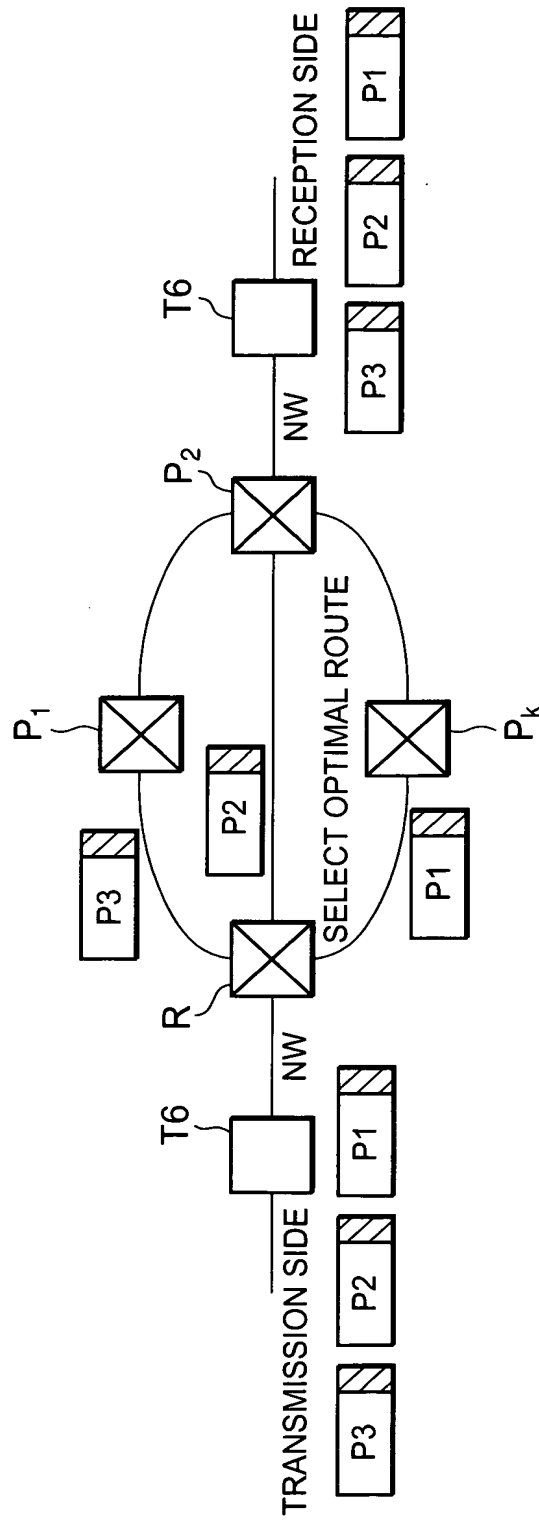 TRANSMISSION SIDE
T6
NW
R
P3
P2
P1
P3
P2
P1
P₁
P₂
Pₖ
SELECT OPTIMAL ROUTE
NW
T6
RECEPTION SIDE
P3
P2
P1